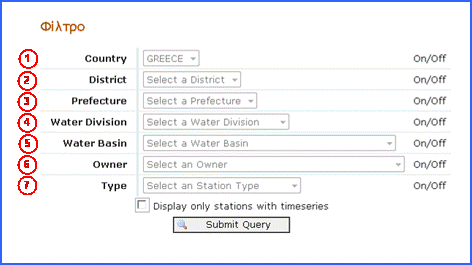 Φίλτρο
1 Country GREECE On/Off
2 District Select a District On/Off
3 Prefecture Select a Prefecture On/Off
4 Water Division Select a Water Division On/Off
5 Water Basin Select a Water Basin On/Off
6 Owner Select an Owner On/Off
7 Type Select an Station Type On/Off
Display only stations with timeseries
Submit Query